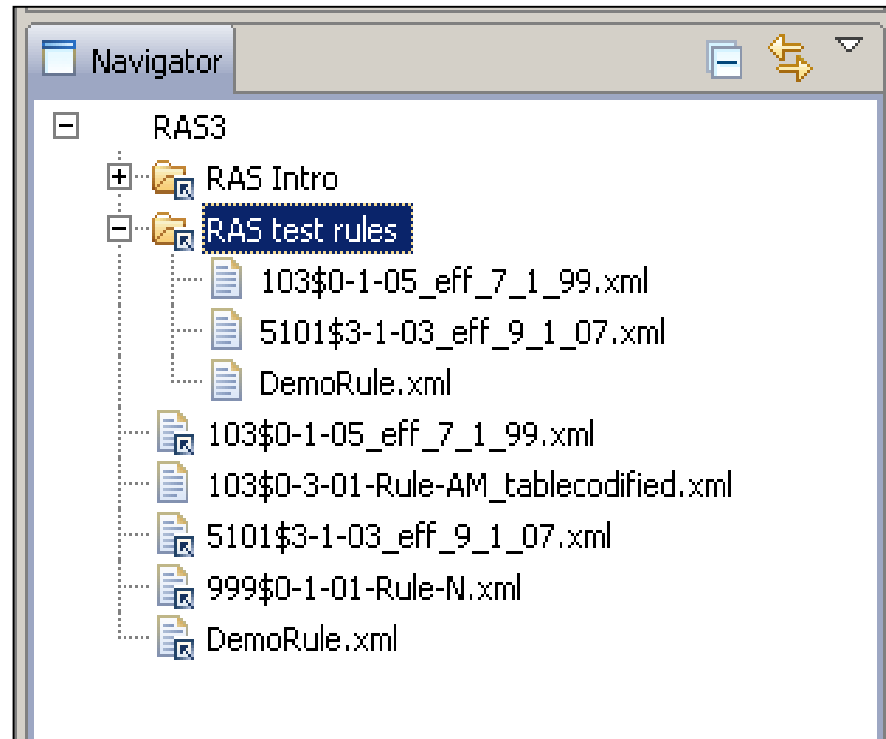 Navigator
RAS3
RAS Intro
RAS test rules
103$0-1-05_eff_7_1_99.xml
5101$3-1-03_eff_9_1_07.xml
DemoRule.xml
103$0-1-05_eff_7_1_99.xml
103$0-3-01-Rule-AM_tablecodified.xml
5101$3-1-03_eff_9_1_07.xml
999$0-1-01-Rule-N.xml
DemoRule.xml